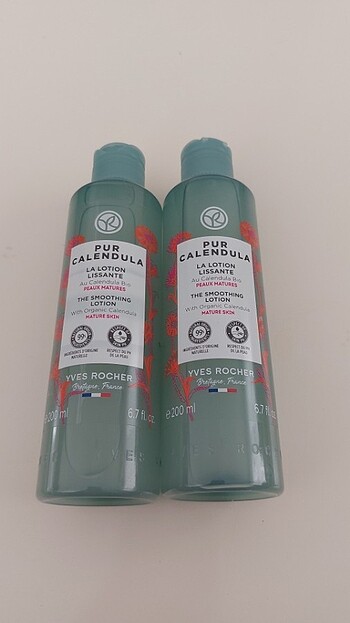 PUR
CALENDULA
LA LOTION
LISSANTE
Au Calendula Bio
PEAUX MATURES
THE SMOOTHING
LOTION
With Organic Calendula
MATURE SKIN
99%
INGRÉDIENTS D'ORIGINE
NATURELLE
RESPECT DU PH
DE LA PEAU
YVES ROCHER
Bretagne, France
e 200 ml
6.7 fl.oz.
PUR
CALENDULA
LA LOTION
LISSANTE
Au Calendula Bio
PEAUX MATURES
THE SMOOTHING
LOTION
With Organic Calendula
MATURE SKIN
99%
INGRÉDIENTS D'ORIGINE
NATURELLE
RESPECT DU PH
DE LA PEAU
YVES ROCHER
Bretagne, France
e 200 ml
6.7 fl.oz.